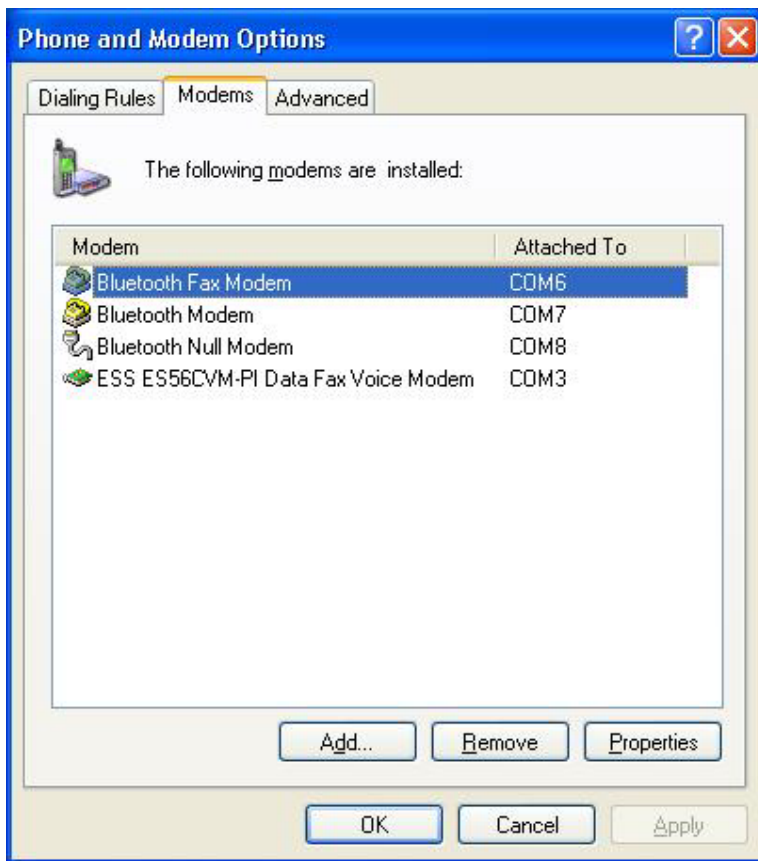 Phone and Modem Options
Dialing Rules Modems Advanced
The following modems are installed:
Modem Attached To
Bluetooth Fax Modem COM6
Bluetooth Modem COM7
Bluetooth Null Modem COM8
ESS ES56CVM-PI Data Fax Voice Modem COM3
Add... Remove Properties
OK Cancel Apply